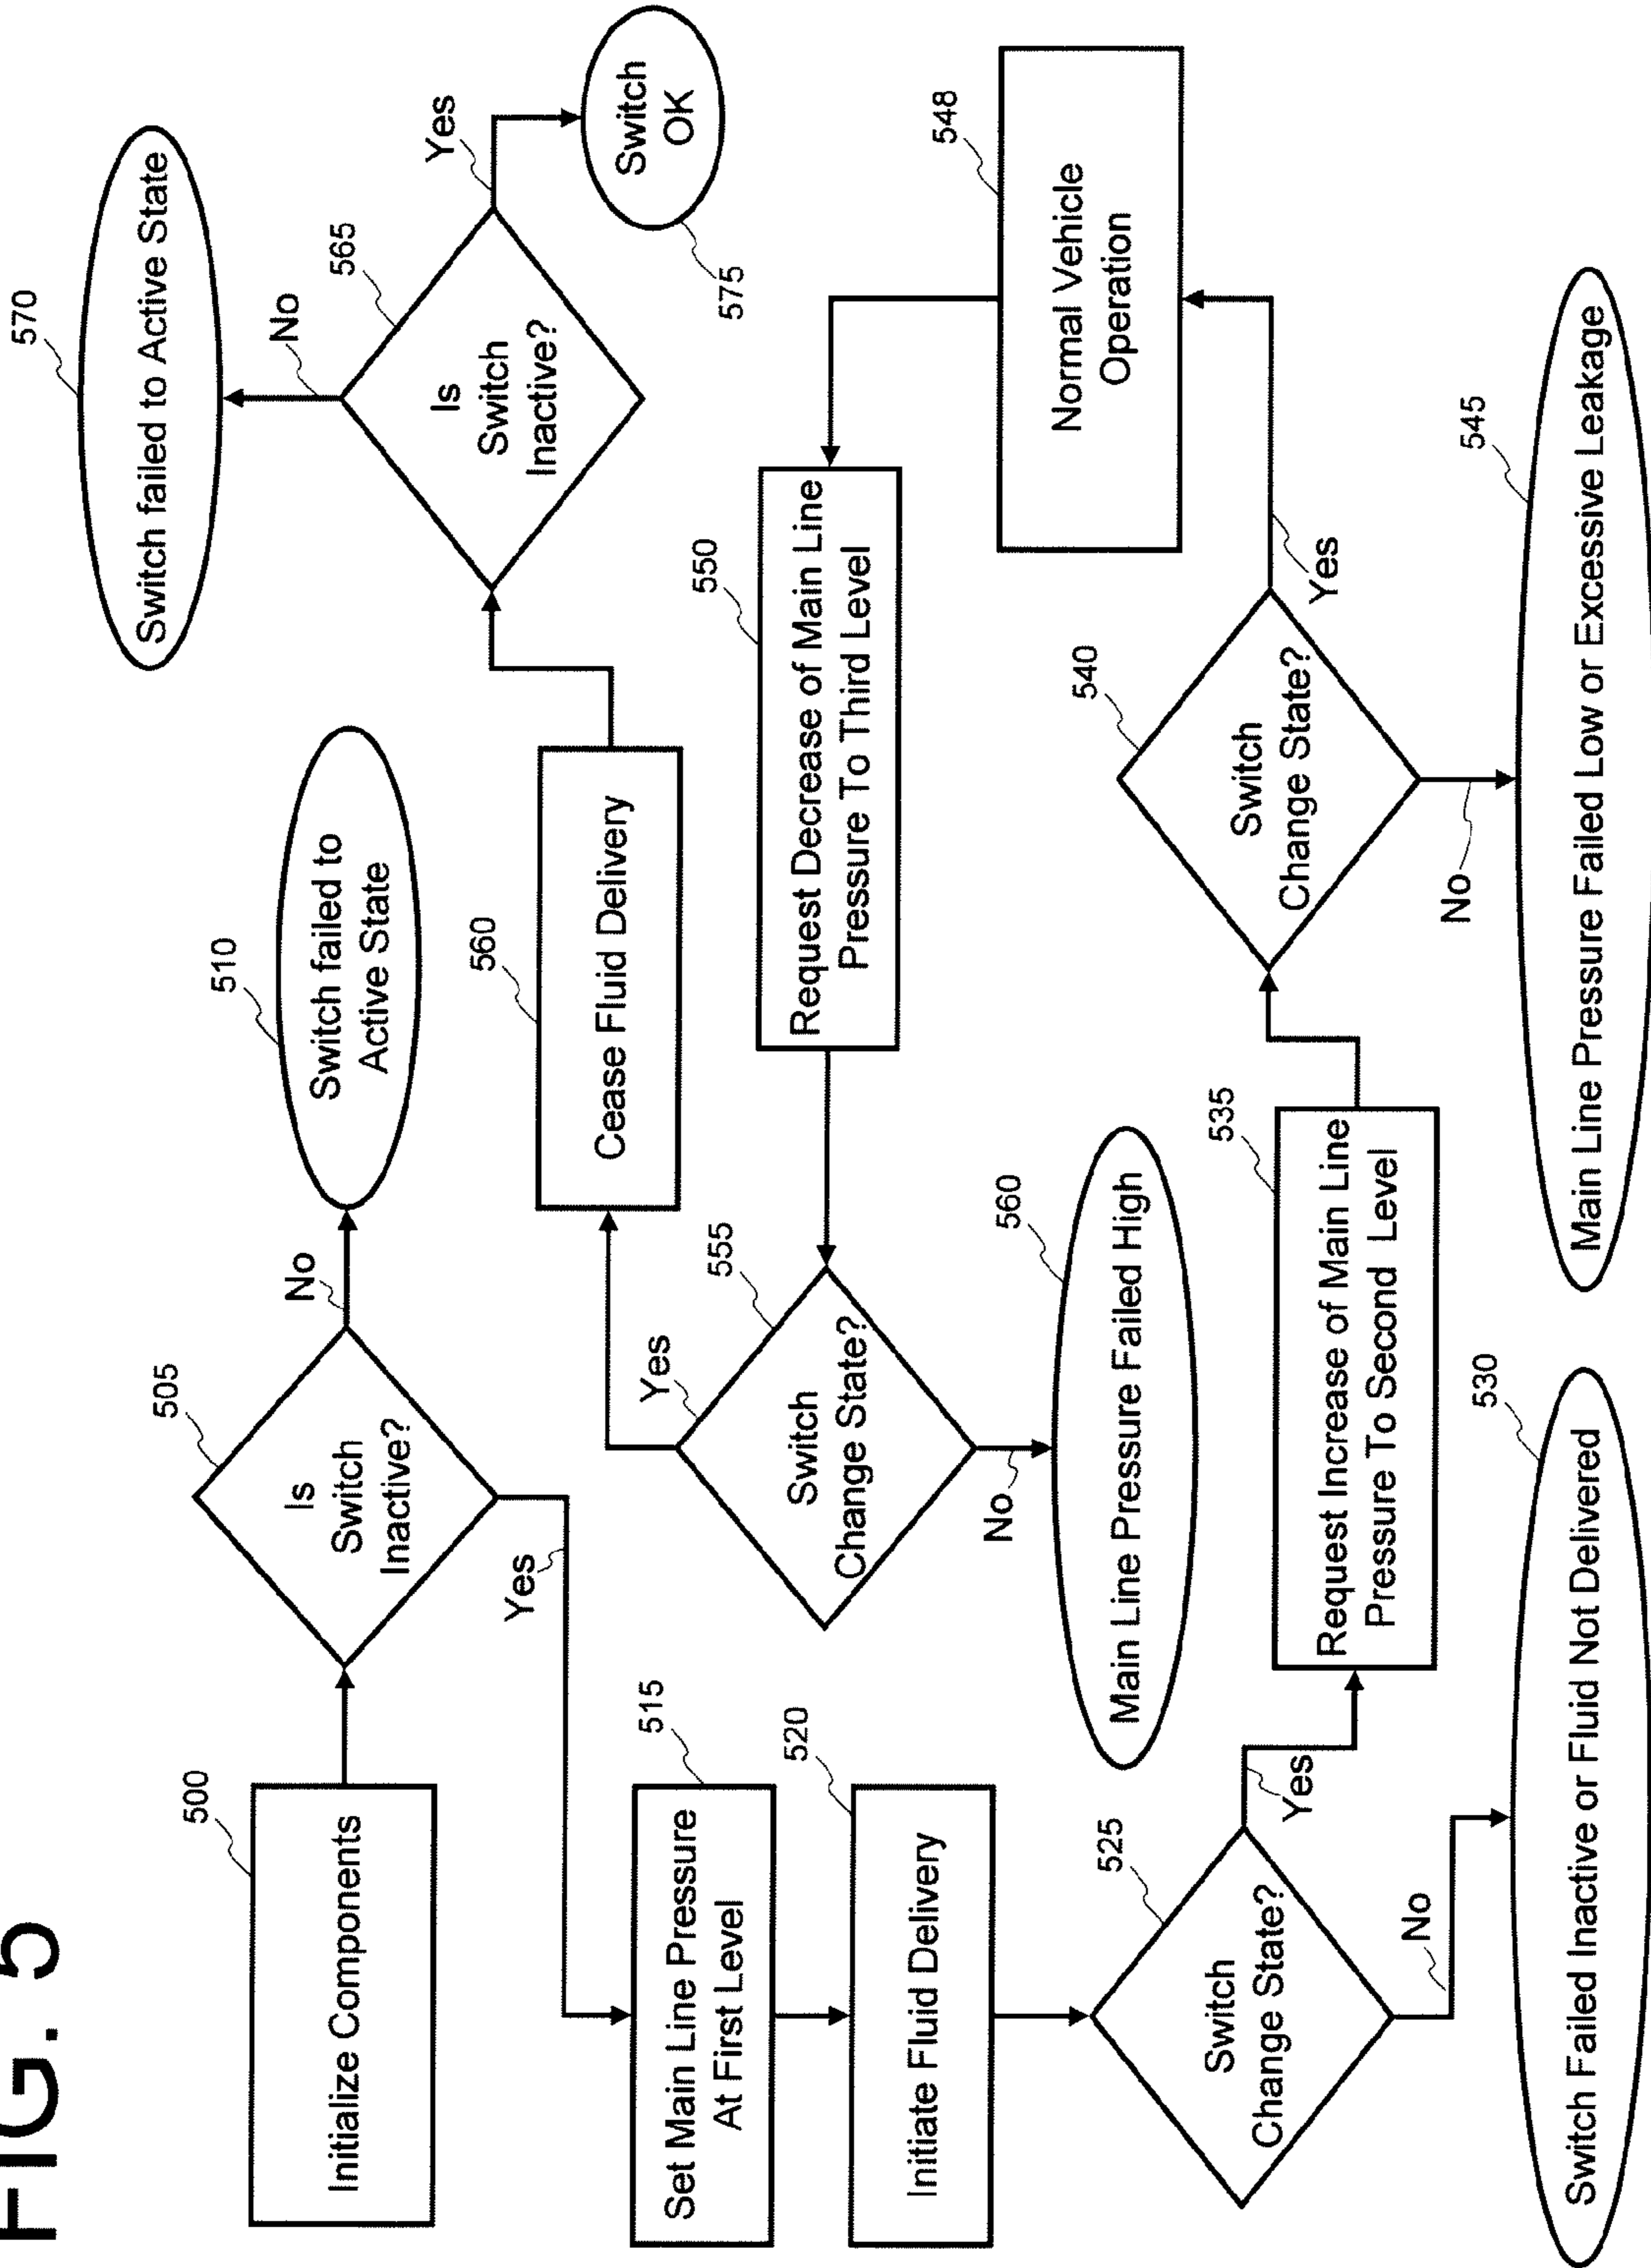 FIG. 5
500
Initialize Components
505
Is
Switch
Inactive?
No
510
Switch failed to
Active State
Yes
515
Set Main Line Pressure
At First Level
520
Initiate Fluid Delivery
525
Switch
Change State?
No
530
Switch Failed Inactive or Fluid Not Delivered
Yes
535
Request Increase of Main Line
Pressure To Second Level
540
Switch
Change State?
No
545
Main Line Pressure Failed Low or Excessive Leakage
Yes
548
Normal Vehicle
Operation
550
Request Decrease of Main Line
Pressure To Third Level
555
Switch
Change State?
No
560
Main Line Pressure Failed High
Yes
560
Cease Fluid Delivery
565
Is
Switch
Inactive?
No
570
Switch failed to Active State
Yes
575
Switch
OK